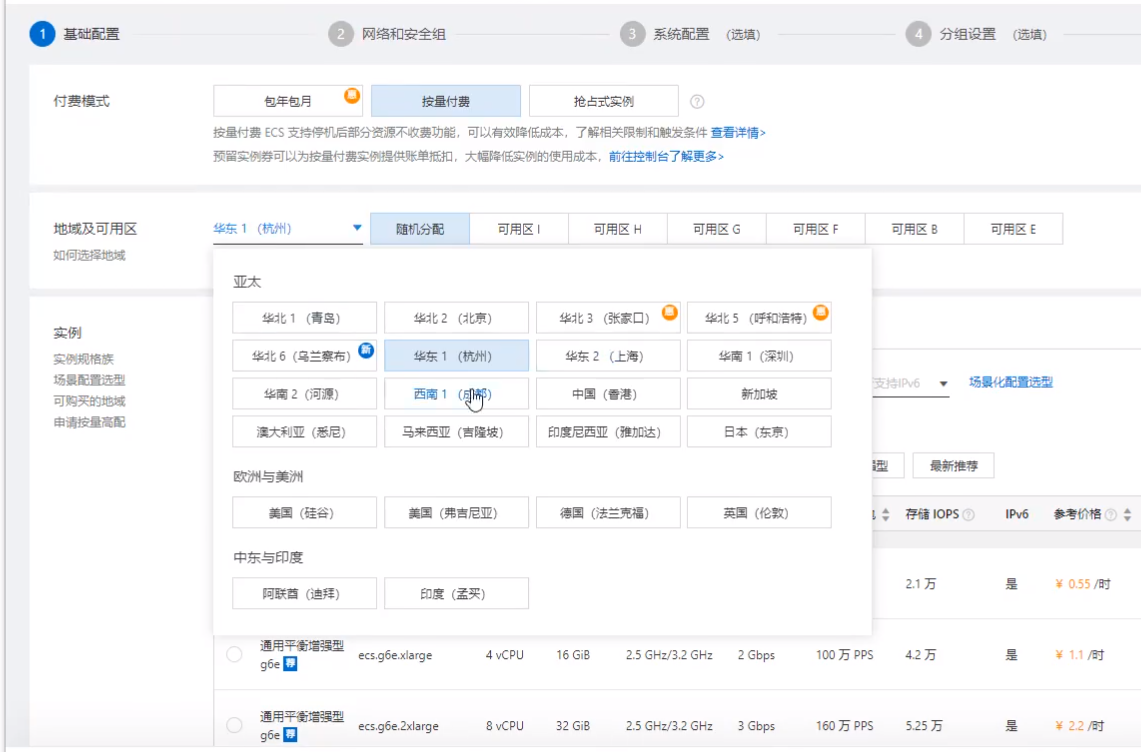 1 基础配置 2 网络和安全组 3 系统配置 (选填) 4 分组设置 (选填)
付费模式 包年包月 按量付费 抢占式实例
按量付费 ECS 支持停机后部分资源不收费功能，可以有效降低成本，了解相关限制和触发条件 查看详情>
预留实例券可以为按量付费实例提供账单抵扣，大幅降低实例的使用成本，前往控制台了解更多>
地域及可用区 华东 1 （杭州） 随机分配 可用区 I 可用区 H 可用区 G 可用区 F 可用区 B 可用区 E
如何选择地域
亚太
华北 1 （青岛） 华北 2 （北京） 华北 3 （张家口） 华北 5 （呼和浩特）
华北 6 （乌兰察布） 新 华东 1 （杭州） 华东 2 （上海） 华南 1 （深圳）
华南 2 （河源） 西南 1 （成都） 中国（香港） 新加坡
澳大利亚（悉尼） 马来西亚（吉隆坡） 印度尼西亚（雅加达） 日本（东京）
欧洲与美洲
美国（硅谷） 美国（弗吉尼亚） 德国（法兰克福） 英国（伦敦）
中东与印度
阿联酋（迪拜） 印度（孟买）
实例
实例规格族
场景配置选型
可购买的地域
申请按量高配
支持IPv6 场景化配置选型
型 最新推荐
存储 IOPS IPv6 参考价格
2.1 万 是 ¥ 0.55 /时
通用平衡增强型 g6e 荐 ecs.g6e.xlarge 4 vCPU 16 GiB 2.5 GHz/3.2 GHz 2 Gbps 100 万 PPS 4.2 万 是 ¥ 1.1 /时
通用平衡增强型 g6e 荐 ecs.g6e.2xlarge 8 vCPU 32 GiB 2.5 GHz/3.2 GHz 3 Gbps 160 万 PPS 5.25 万 是 ¥ 2.2 /时